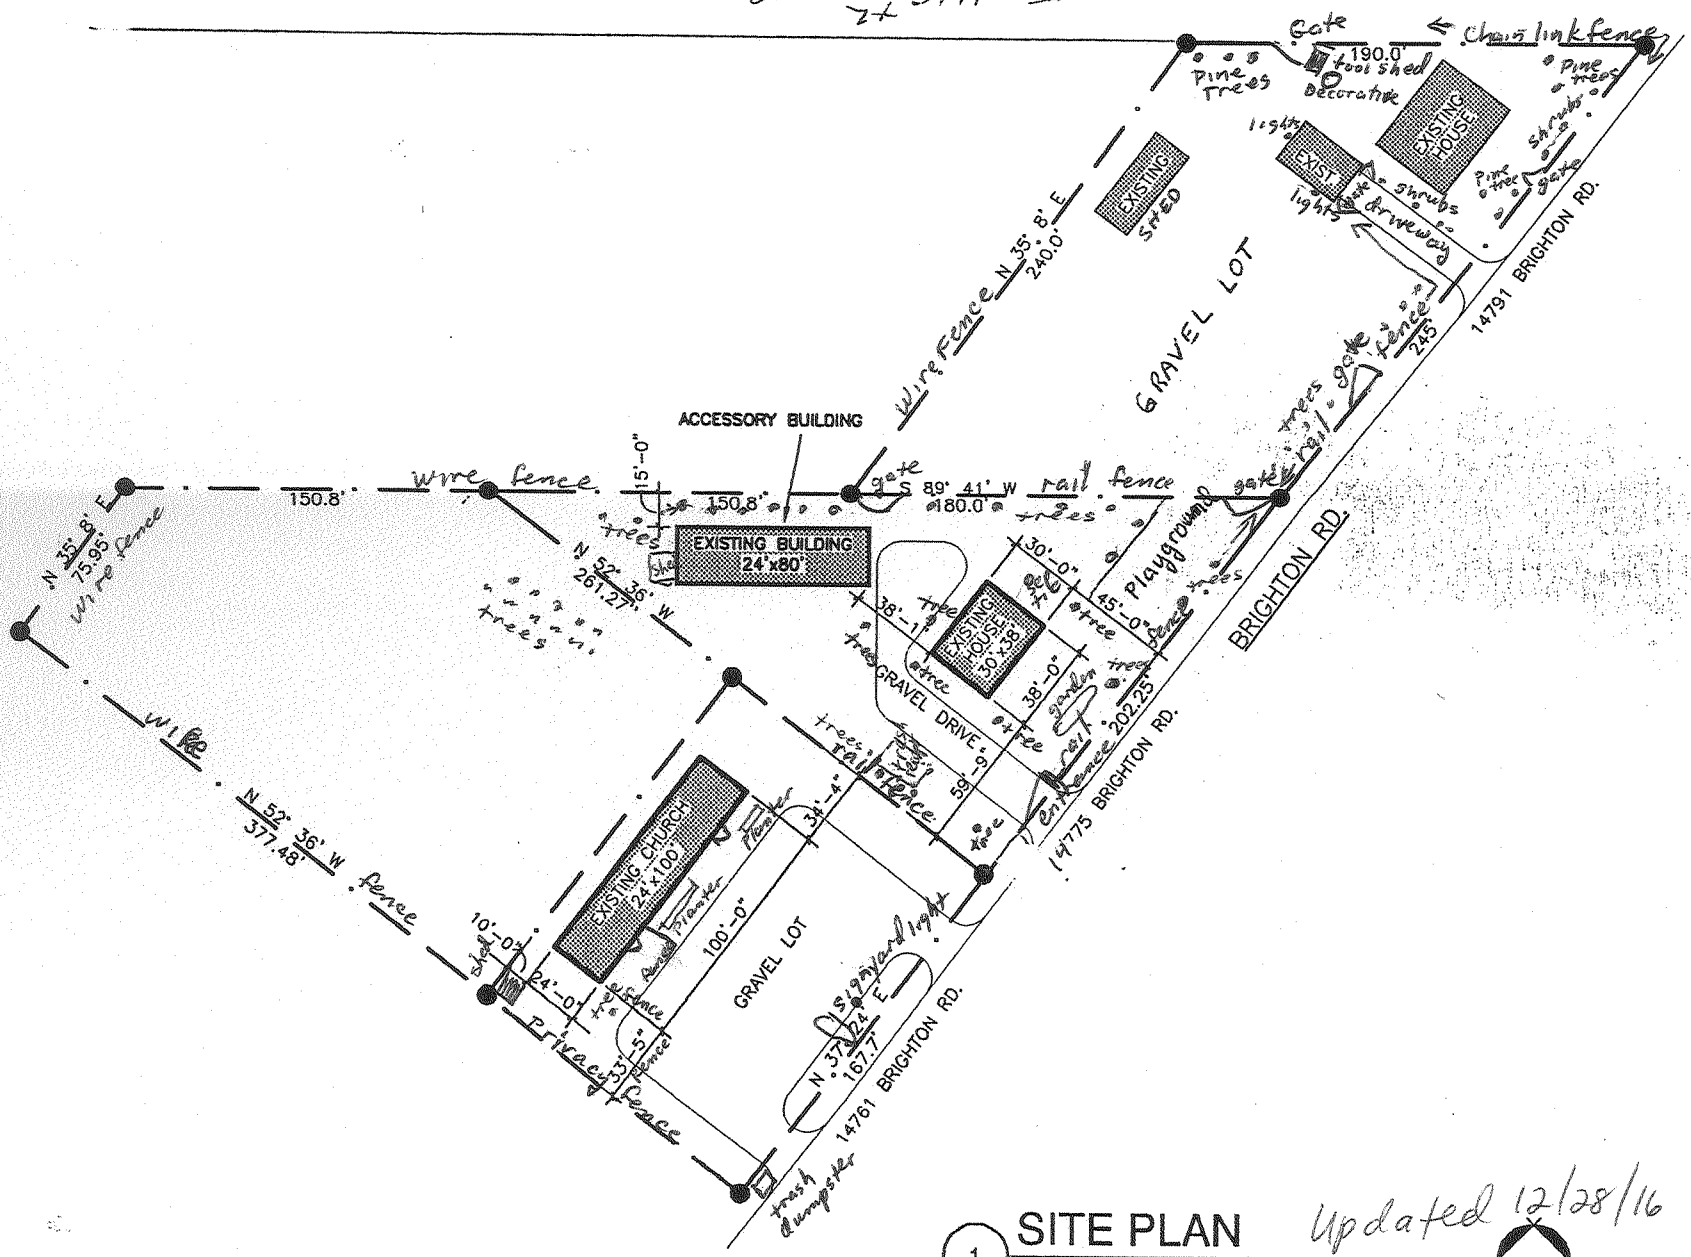 Gate
← Chain link fence
190.0'
Pine
Trees
tool shed
Decorative
Pine
trees
shrubs
EXISTING
HOUSE
lights
EXIST
lights
gate
shrubs
driveway
Pine
tree
gate
EXISTING
SHED
N 35° 8' E
240.0'
Wire Fence
GRAVEL LOT
14791 BRIGHTON RD.
fence
245'
gate
trees
rail
ACCESSORY BUILDING
15'-0"
wire fence
150.8'
150.8'
gate
S 89° 41' W
180.0'
rail fence
trees
gate
N 35° 8' E
75.95'
wire fence
trees
EXISTING BUILDING
24'x80'
N 52° 36' W
261.27'
trees
30'-0"
Playground
45'-0"
trees
fence
BRIGHTON RD.
38'-1"
tree
trees
EXISTING
HOUSE
30'x38'
tree
tree
38'-0"
trees
garden
GRAVEL DRIVE
tree
rail
202.25'
Entrance
14775 BRIGHTON RD.
59'-9"
trees
rail
fence
tree
wire
N 52° 36' W
377.48'
fence
EXISTING CHURCH
24'x100'
Planter
34'-4"
Planter
100'-0"
GRAVEL LOT
10'-0"
shed
24'-0"
tree
fence
fence
33'-5"
Privacy
fence
sign
yard light
N 37° 24' E
167.7'
14761 BRIGHTON RD.
trash
dumpster
1
SITE PLAN
Updated 12/28/16